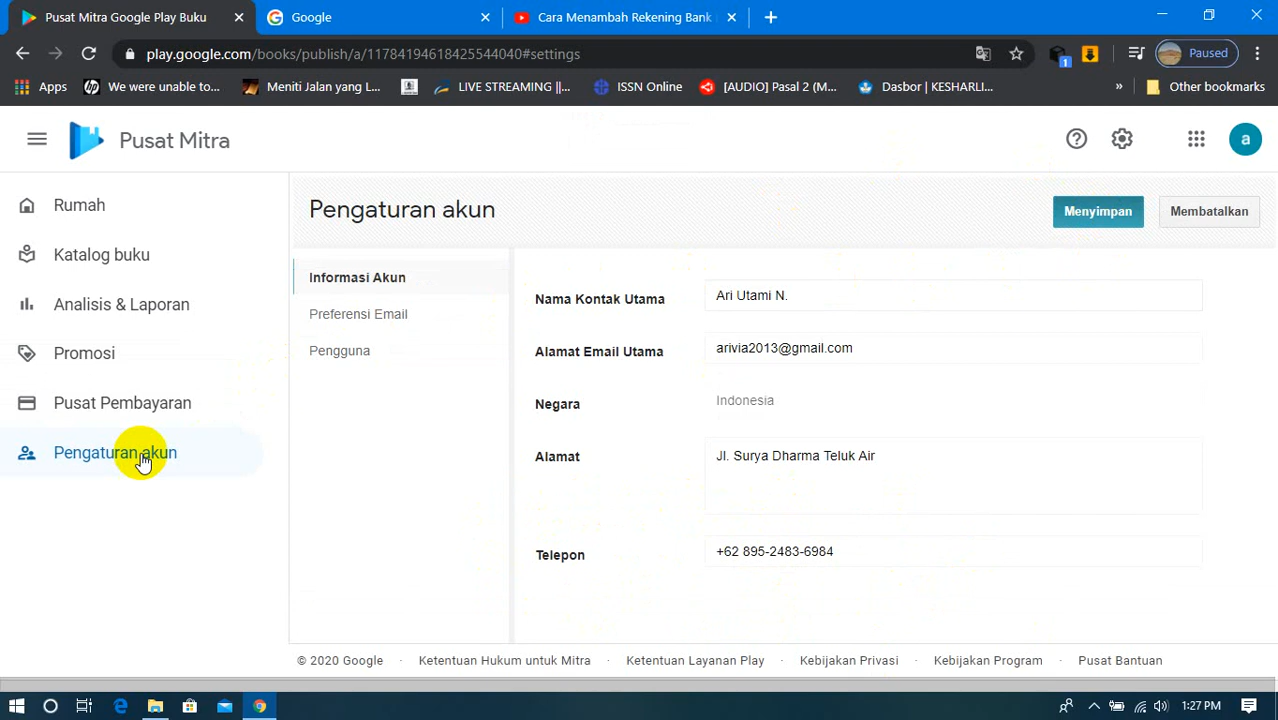 Pusat Mitra Google Play Buku
Google
Cara Menambah Rekening Bank
play.google.com/books/publish/a/11784194618425544040#settings
1
Paused
Apps
We were unable to...
Meniti Jalan yang L...
LIVE STREAMING ||...
ISSN Online
[AUDIO] Pasal 2 (M...
Dasbor | KESHARLI...
»
Other bookmarks
Pusat Mitra
a
Rumah
Katalog buku
Analisis & Laporan
Promosi
Pusat Pembayaran
Pengaturan akun
Pengaturan akun
Menyimpan
Membatalkan
Informasi Akun
Preferensi Email
Pengguna
Nama Kontak Utama
Ari Utami N.
Alamat Email Utama
arivia2013@gmail.com
Negara
Indonesia
Alamat
Jl. Surya Dharma Teluk Air
Telepon
+62 895-2483-6984
© 2020 Google · Ketentuan Hukum untuk Mitra · Ketentuan Layanan Play · Kebijakan Privasi · Kebijakan Program · Pusat Bantuan
1:27 PM